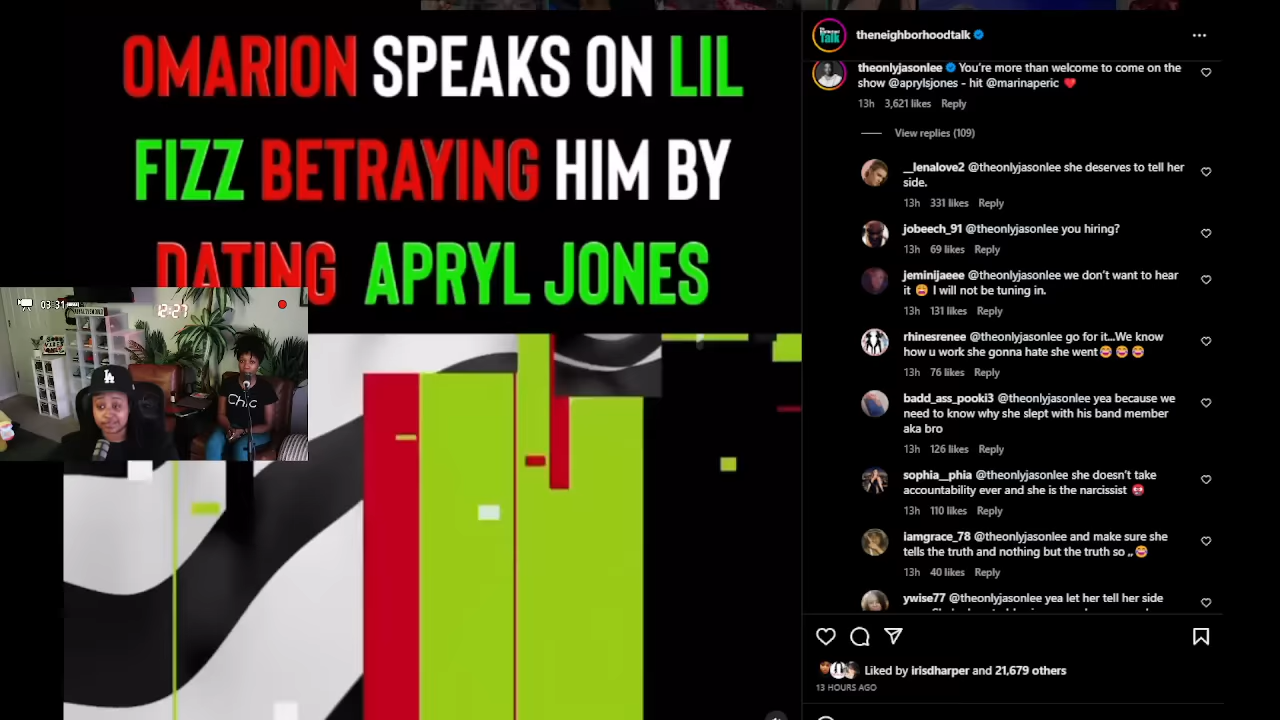 OMARION SPEAKS ON LIL
FIZZ BETRAYING HIM BY
DATING APRYL JONES
03:31
12:27
LA
Chic
Talk
theneighborhoodtalk
theonlyjasonlee You're more than welcome to come on the
show @aprylsjones - hit @marinaperic ❤️
13h 3,621 likes Reply
View replies (109)
__lenalove2 @theonlyjasonlee she deserves to tell her
side.
13h 331 likes Reply
jobeech_91 @theonlyjasonlee you hiring?
13h 69 likes Reply
jeminijaeee @theonlyjasonlee we don't want to hear
it 😩 I will not be tuning in.
13h 131 likes Reply
rhinesrenee @theonlyjasonlee go for it...We know
how u work she gonna hate she went😂 😂 😂
13h 76 likes Reply
badd_ass_pooki3 @theonlyjasonlee yea because we
need to know why she slept with his band member
aka bro
13h 126 likes Reply
sophia__phia @theonlyjasonlee she doesn't take
accountability ever and she is the narcissist
13h 110 likes Reply
iamgrace_78 @theonlyjasonlee and make sure she
tells the truth and nothing but the truth so ,, 😂
13h 40 likes Reply
ywise77 @theonlyjasonlee yea let her tell her side
Liked by irisdharper and 21,679 others
13 HOURS AGO